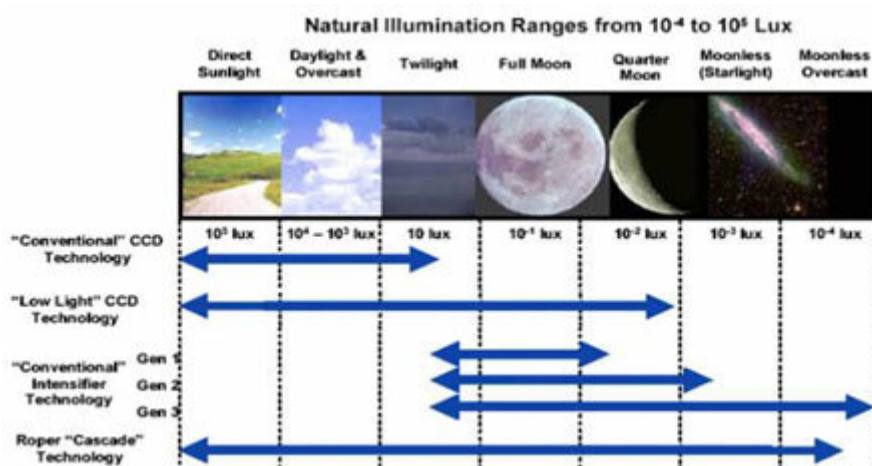 Natural Illumination Ranges from 10⁻⁴ to 10⁵ Lux
Direct Sunlight
Daylight & Overcast
Twilight
Full Moon
Quarter Moon
Moonless (Starlight)
Moonless Overcast
10⁵ lux
10⁴ – 10³ lux
10 lux
10⁻¹ lux
10⁻² lux
10⁻³ lux
10⁻⁴ lux
"Conventional" CCD
Technology
"Low Light" CCD
Technology
"Conventional"
Intensifier
Technology
Gen 1
Gen 2
Gen 3
Roper "Cascade"
Technology